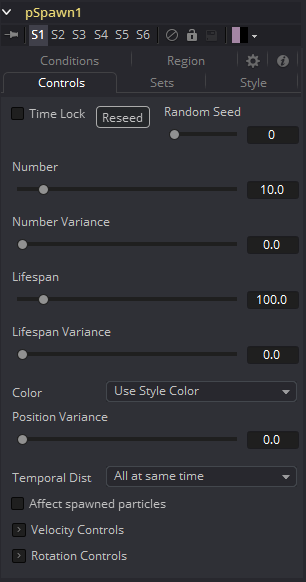 pSpawn1
S1 S2 S3 S4 S5 S6
Conditions Region
Controls Sets Style
Time Lock Reseed Random Seed
0
Number
10.0
Number Variance
0.0
Lifespan
100.0
Lifespan Variance
0.0
Color Use Style Color
Position Variance
0.0
Temporal Dist All at same time
Affect spawned particles
Velocity Controls
Rotation Controls